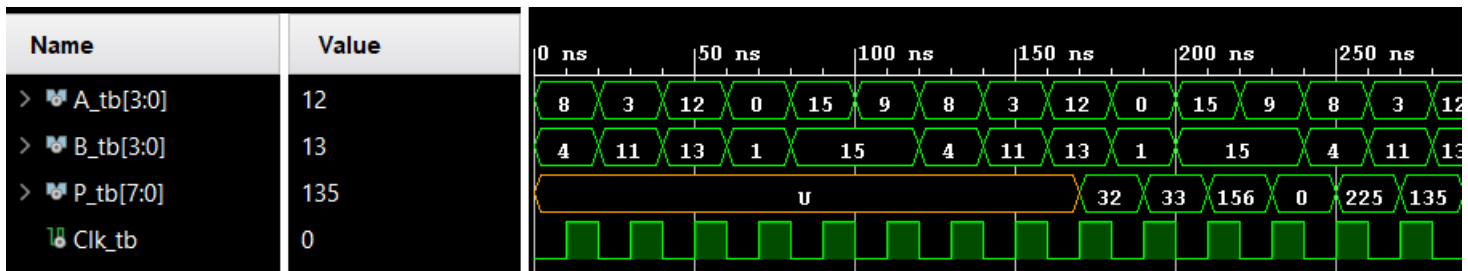 Name Value 0 ns 50 ns 100 ns 150 ns 200 ns 250 ns
A_tb[3:0] 12 8 3 12 0 15 9 8 3 12 0 15 9 8 3 12
B_tb[3:0] 13 4 11 13 1 15 4 11 13 1 15 4 11 13
P_tb[7:0] 135 U 32 33 156 0 225 135
Clk_tb 0